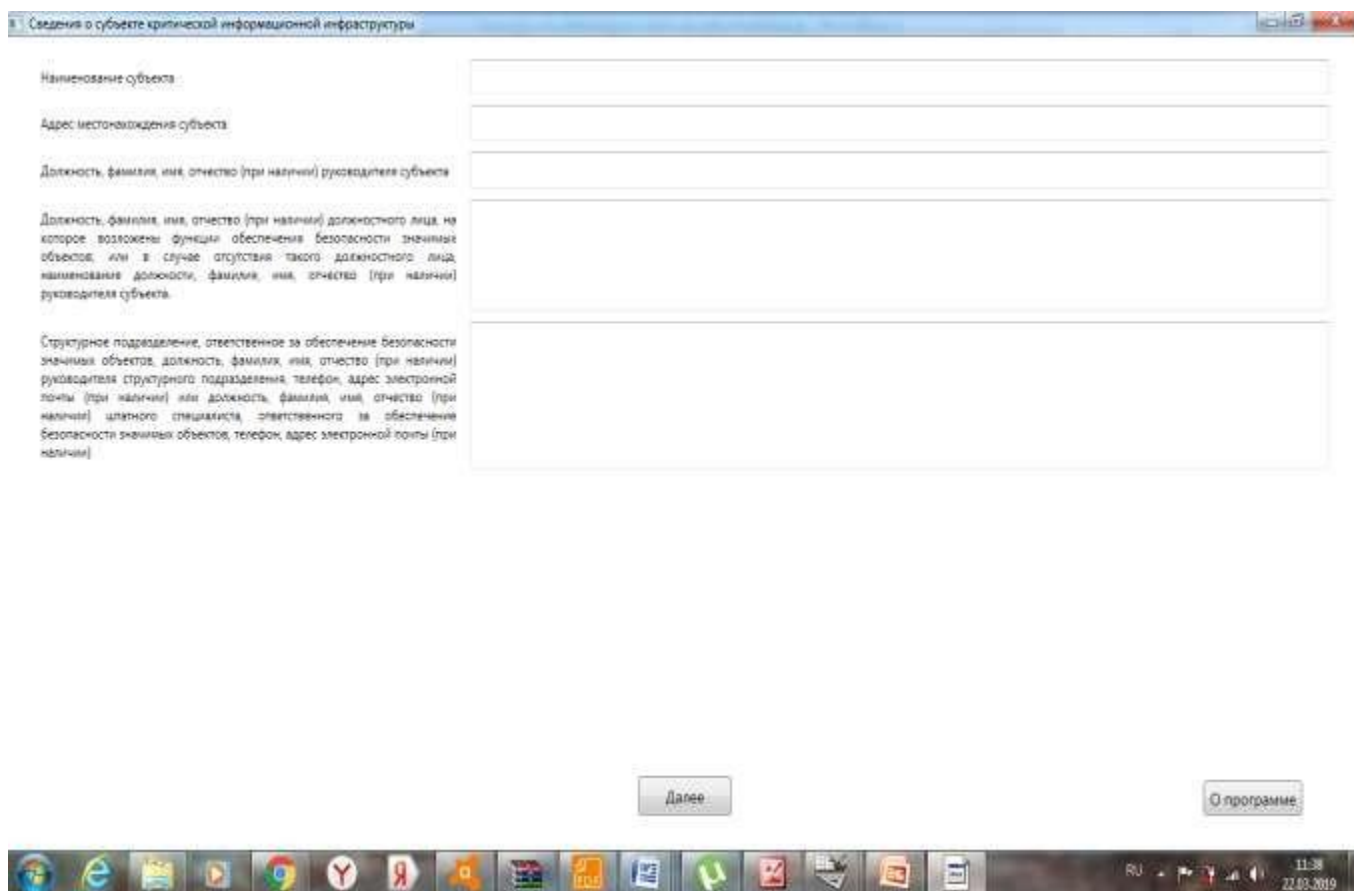 Сведения о субъекте критической информационной инфраструктуры
Наименование субъекта
Адрес местонахождения субъекта
Должность, фамилия, имя, отчество (при наличии) руководителя субъекта
Должность, фамилия, имя, отчество (при наличии) должностного лица, на
которое возложены функции обеспечения безопасности значимых
объектов, или в случае отсутствия такого должностного лица,
наименование должности, фамилия, имя, отчество (при наличии)
руководителя субъекта.
Структурное подразделение, ответственное за обеспечение безопасности
значимых объектов, должность, фамилия, имя, отчество (при наличии)
руководителя структурного подразделения, телефон, адрес электронной
почты (при наличии) или должность, фамилия, имя, отчество (при
наличии) штатного специалиста, ответственного за обеспечение
безопасности значимых объектов, телефон, адрес электронной почты (при
наличии)
Далее
О программе
RU
11:38
22.03.2019